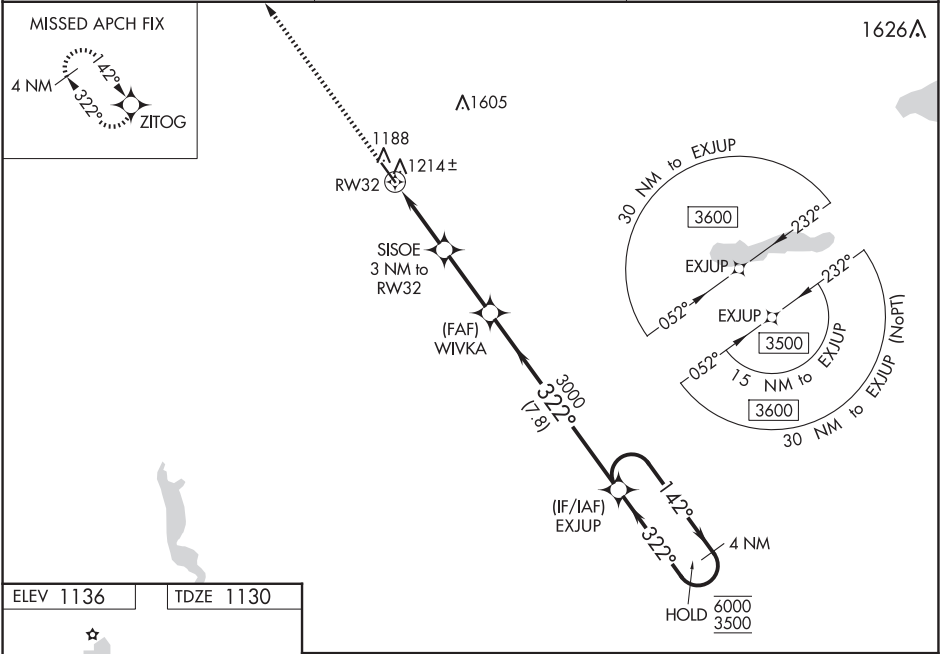 MISSED APCH FIX
4 NM
142°
322°
ZITOG
1626
1605
1188
1214±
RW32
SISOE
3 NM to
RW32
(FAF)
WIVKA
3000
322°
(7.8)
(IF/IAF)
EXJUP
142°
322°
4 NM
HOLD
6000
3500
30 NM to EXJUP
3600
232°
EXJUP
052°
232°
EXJUP
3500
052°
15 NM to EXJUP
3600
30 NM to EXJUP (NoPT)
ELEV 1136
TDZE 1130